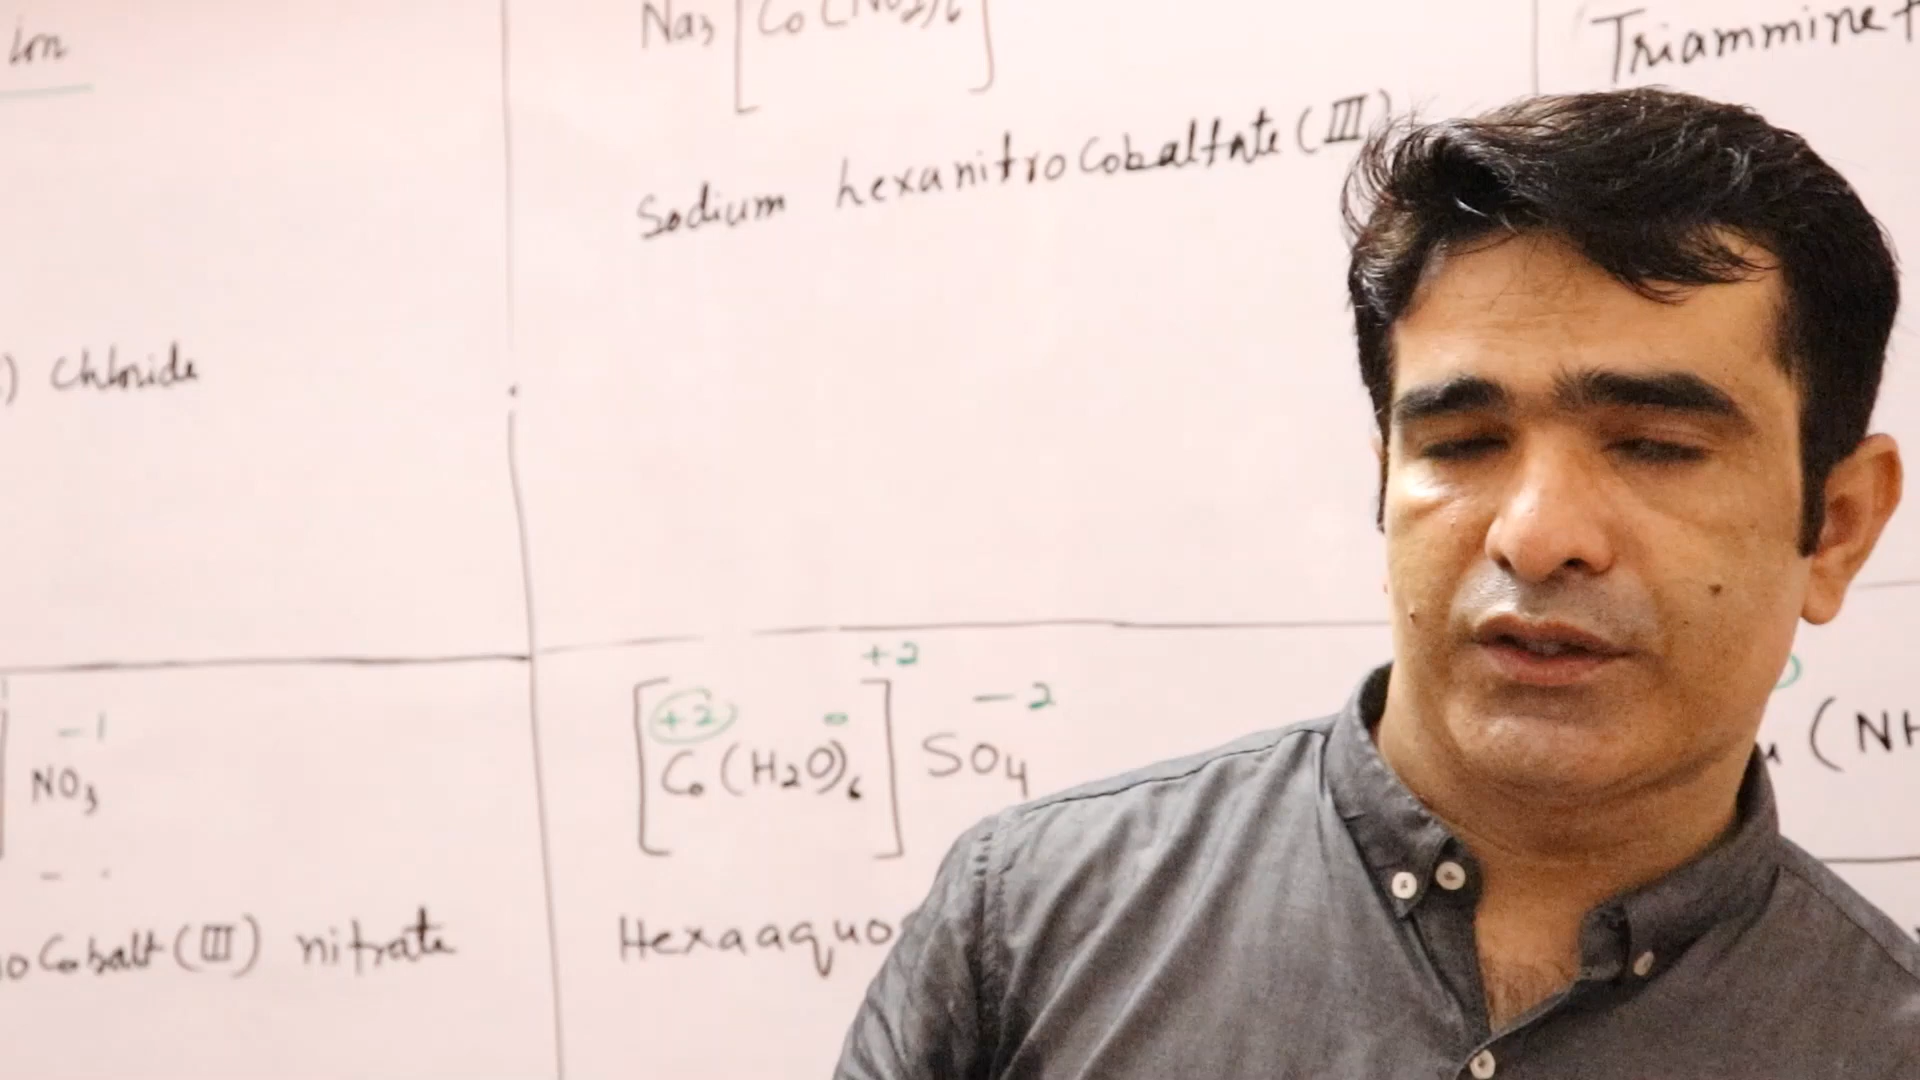 Ion
Na3 [Co(NO2)6]
Triammine
Sodium hexanitrocobaltate (III)
) Chloride
+2
+2
-2
-1
[Co(H2O)6] SO4
] NO3
(NH
Cobalt (III) nitrate
Hexaaquo